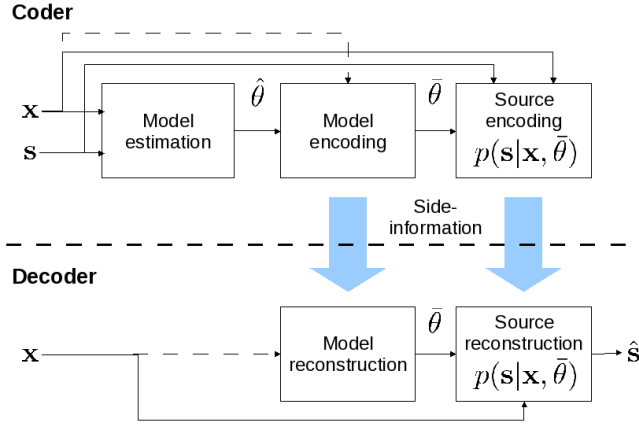 Coder
x
s
Model
estimation
θ̂
Model
encoding
θ̄
Source
encoding
p(s|x, θ̄)
Side-
information
Decoder
x
Model
reconstruction
θ̄
Source
reconstruction
p(s|x, θ̄)
ŝ